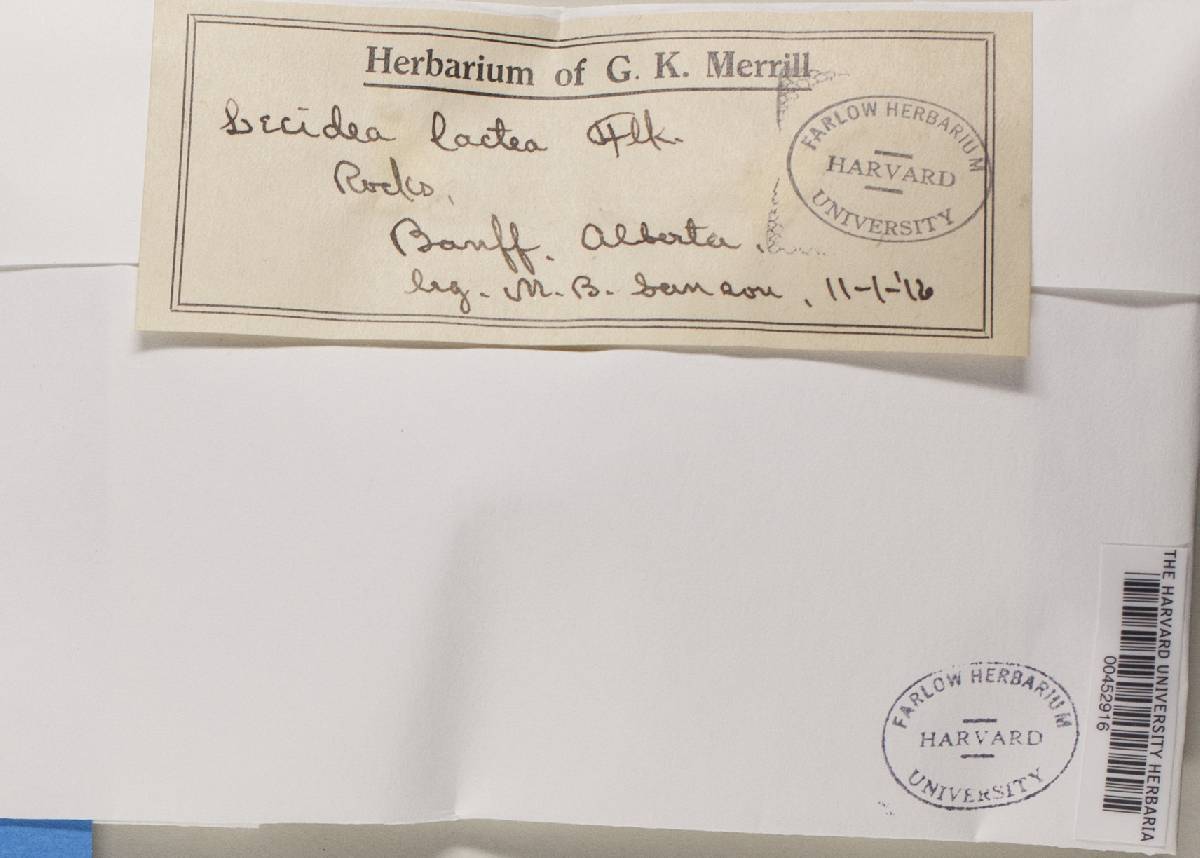 Herbarium of G. K. Merrill
Lecidea lactea Flk.
Rocks.
Banff. Alberta.
leg. M. B. Sanson, 11-1-'16
FARLOW HERBARIUM
HARVARD
UNIVERSITY
THE HARVARD UNIVERSITY HERBARIA
00452916
FARLOW HERBARIUM
HARVARD
UNIVERSITY